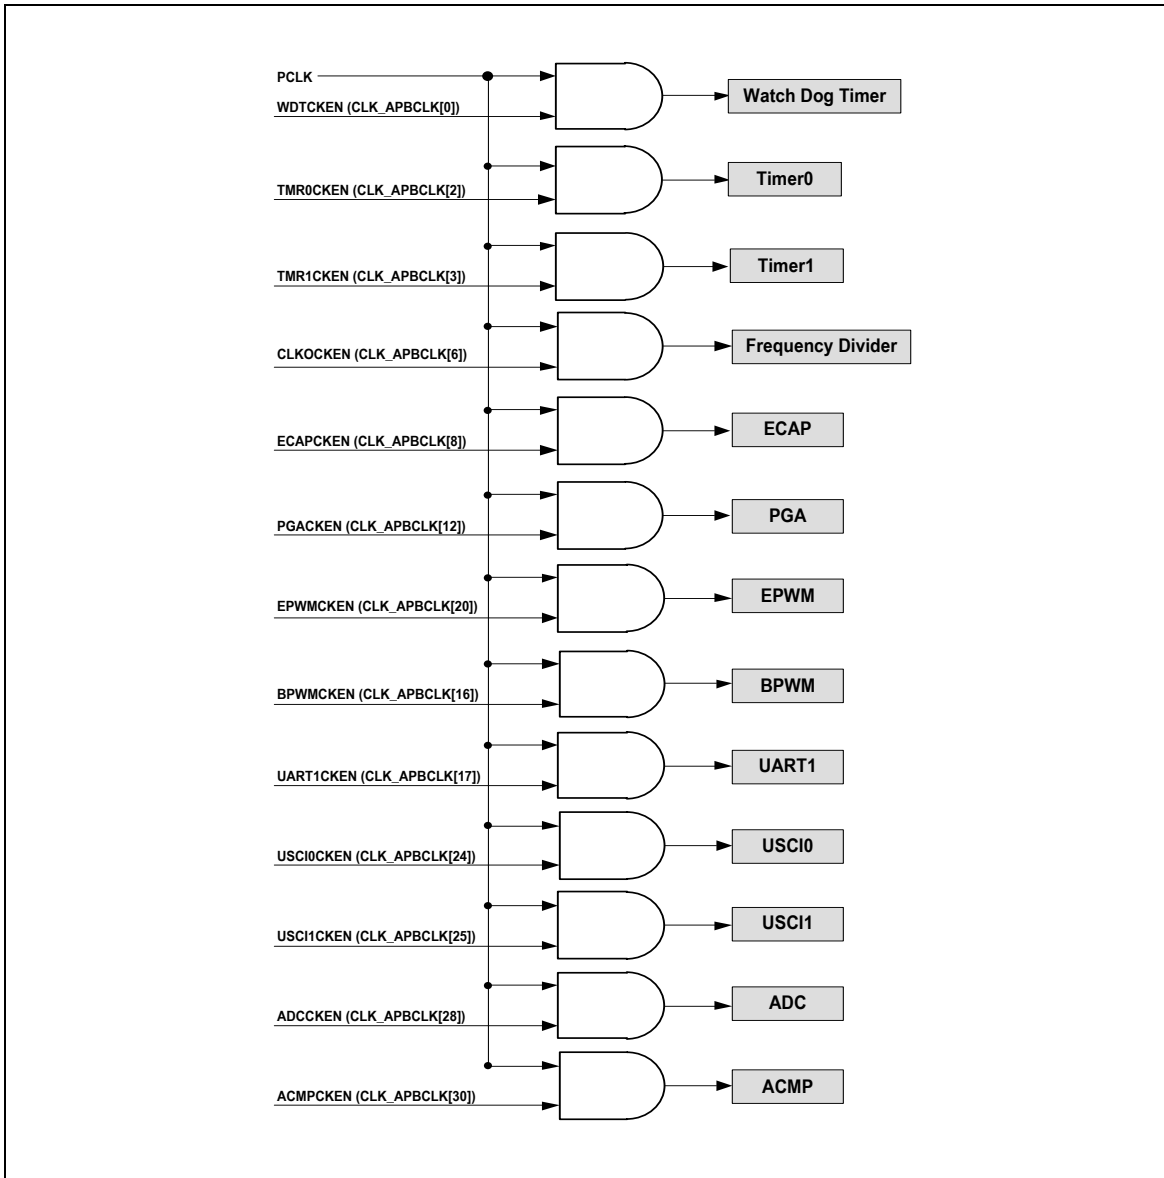 PCLK
WDTCKEN (CLK_APBCLK[0])
Watch Dog Timer
TMR0CKEN (CLK_APBCLK[2])
Timer0
TMR1CKEN (CLK_APBCLK[3])
Timer1
CLKOCKEN (CLK_APBCLK[6])
Frequency Divider
ECAPCKEN (CLK_APBCLK[8])
ECAP
PGACKEN (CLK_APBCLK[12])
PGA
EPWMCKEN (CLK_APBCLK[20])
EPWM
BPWMCKEN (CLK_APBCLK[16])
BPWM
UART1CKEN (CLK_APBCLK[17])
UART1
USCI0CKEN (CLK_APBCLK[24])
USCI0
USCI1CKEN (CLK_APBCLK[25])
USCI1
ADCCKEN (CLK_APBCLK[28])
ADC
ACMPCKEN (CLK_APBCLK[30])
ACMP